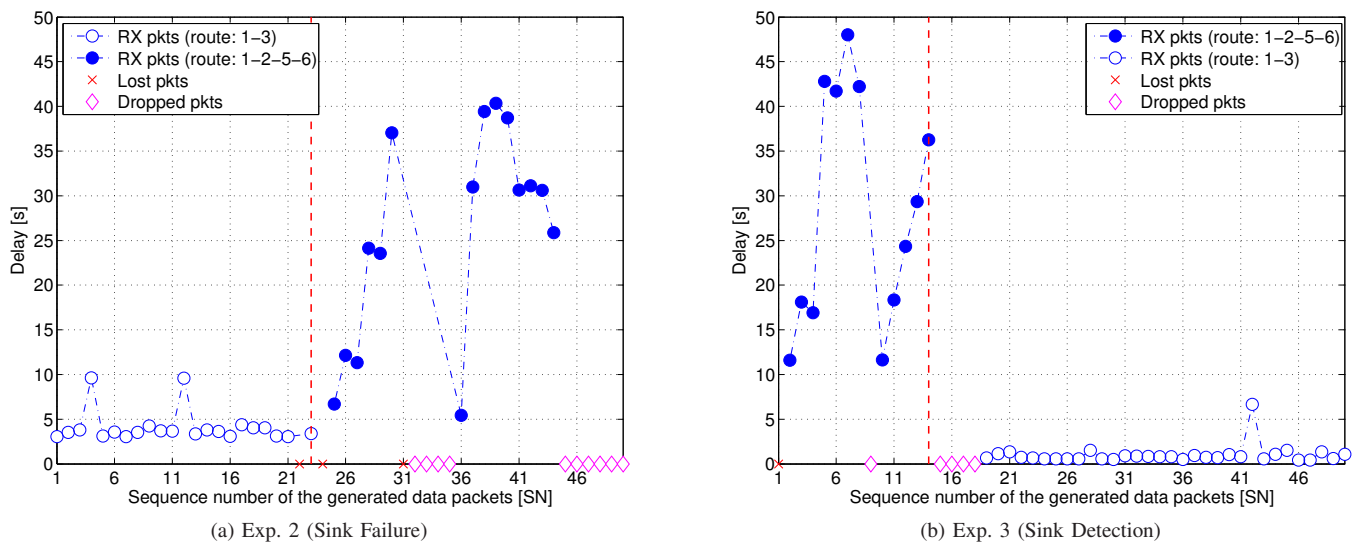 50
45
40
35
30
25
20
15
10
5
0
Delay [s]
RX pkts (route: 1−3)
RX pkts (route: 1−2−5−6)
Lost pkts
Dropped pkts
1 6 11 16 21 26 31 36 41 46
Sequence number of the generated data packets [SN]
(a) Exp. 2 (Sink Failure)
50
45
40
35
30
25
20
15
10
5
0
Delay [s]
RX pkts (route: 1−2−5−6)
RX pkts (route: 1−3)
Lost pkts
Dropped pkts
1 6 11 16 21 26 31 36 41 46
Sequence number of the generated data packets [SN]
(b) Exp. 3 (Sink Detection)